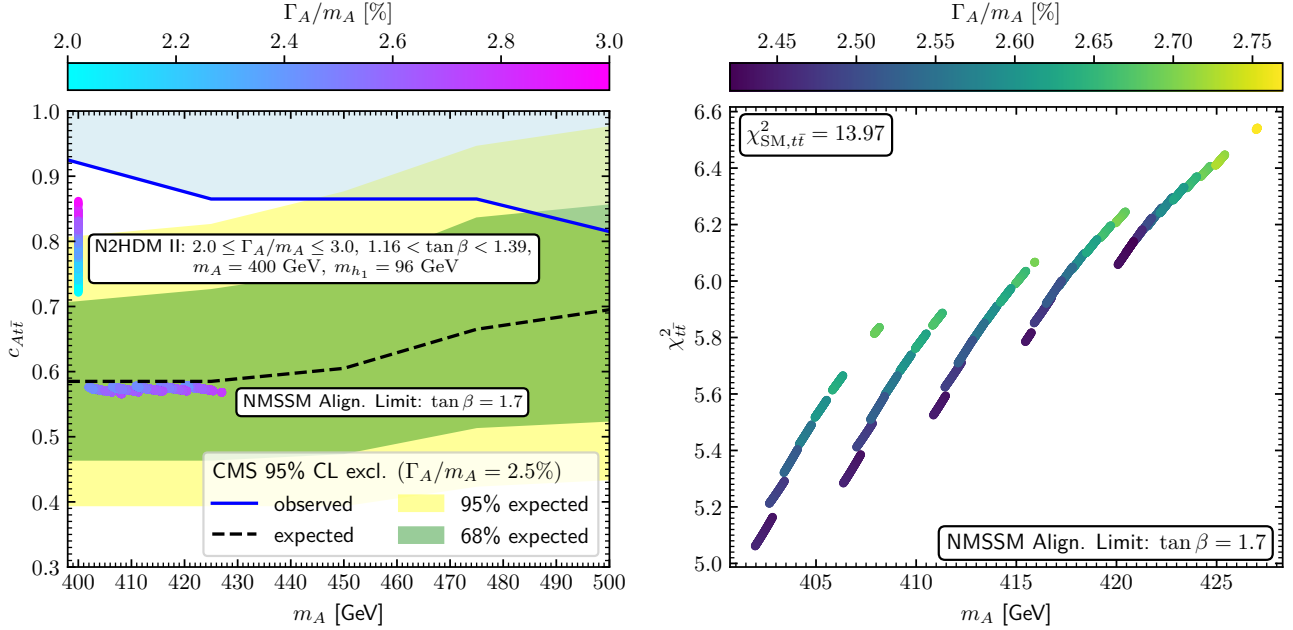 Γ_A/m_A [%]
2.0 2.2 2.4 2.6 2.8 3.0
1.0
0.9
0.8
0.7
0.6
0.5
0.4
0.3
c_{Att̄}
N2HDM II: 2.0 ≤ Γ_A/m_A ≤ 3.0, 1.16 < tan β < 1.39,
m_A = 400 GeV, m_{h_1} = 96 GeV
NMSSM Align. Limit: tan β = 1.7
CMS 95% CL excl. (Γ_A/m_A = 2.5%)
observed
expected
95% expected
68% expected
400 410 420 430 440 450 460 470 480 490 500
m_A [GeV]
Γ_A/m_A [%]
2.45 2.50 2.55 2.60 2.65 2.70 2.75
6.6
6.4
6.2
6.0
5.8
5.6
5.4
5.2
5.0
χ²_{tt̄}
χ²_{SM,tt̄} = 13.97
NMSSM Align. Limit: tan β = 1.7
405 410 415 420 425
m_A [GeV]